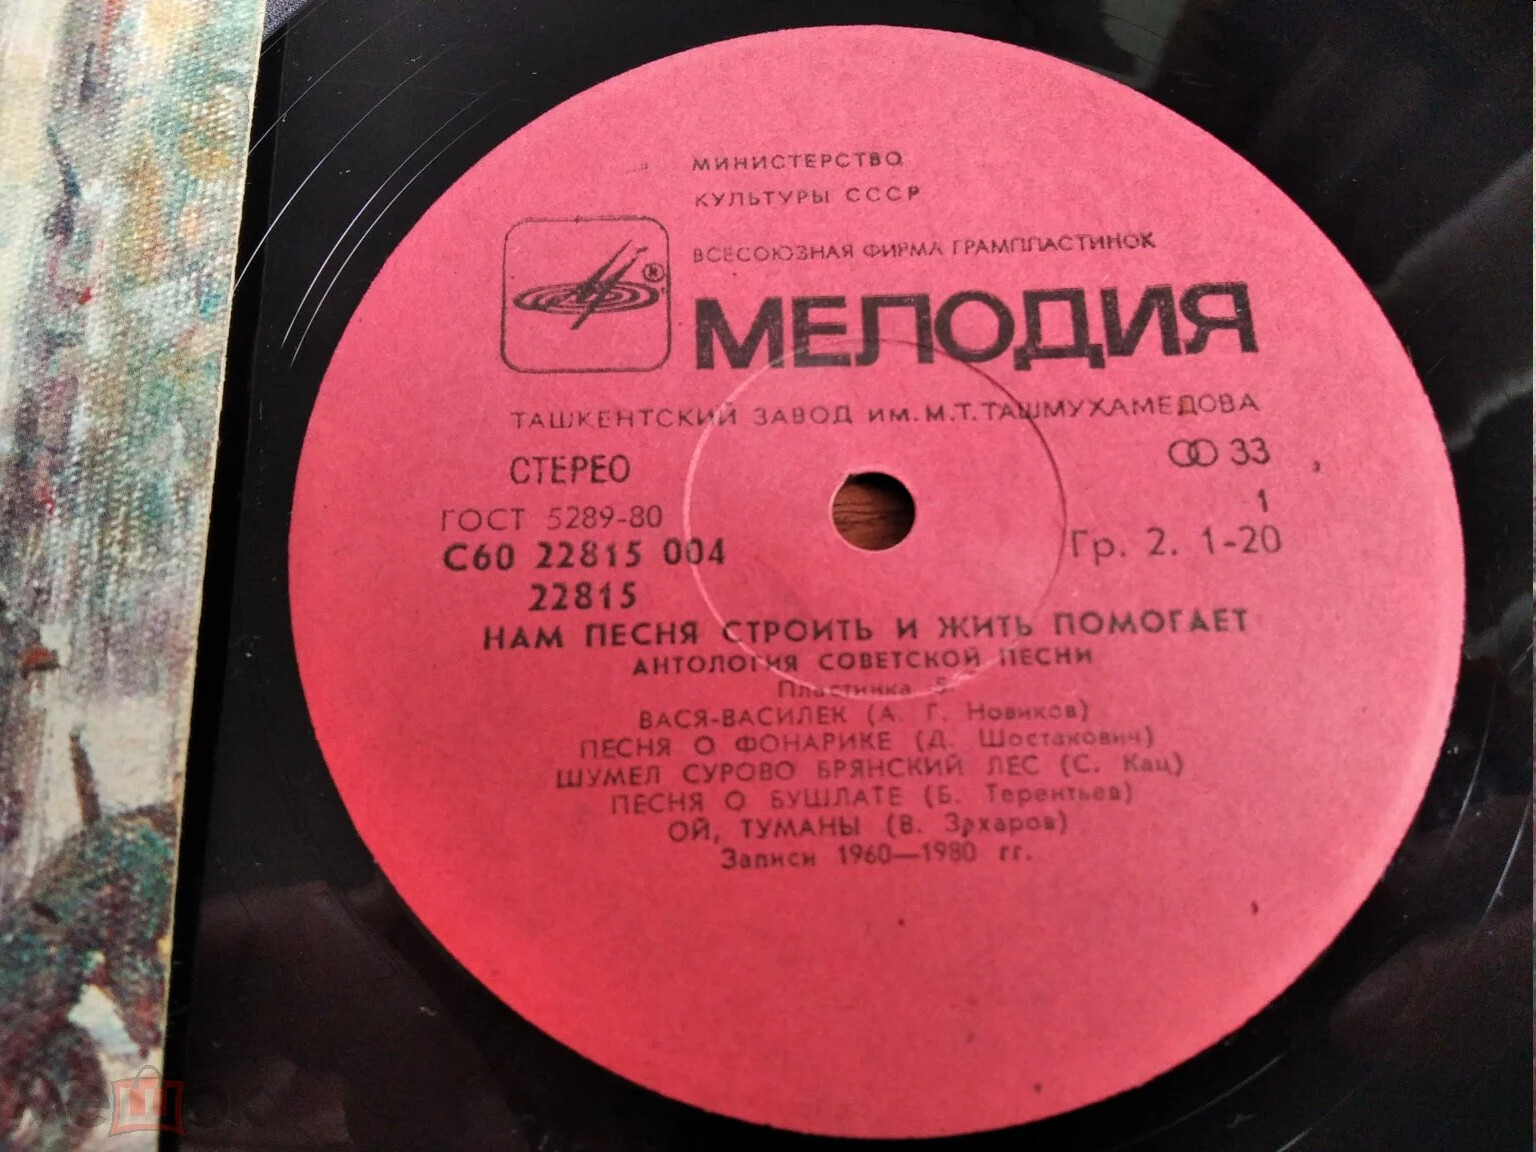 МИНИСТЕРСТВО
КУЛЬТУРЫ СССР
ВСЕСОЮЗНАЯ ФИРМА ГРАМПЛАСТИНОК
®
МЕЛОДИЯ
ТАШКЕНТСКИЙ ЗАВОД ИМ. М.Т.ТАШМУХАМЕДОВА
СТЕРЕО
33
ГОСТ 5289-80
1
С60 22815 004
Гр. 2. 1-20
22815
НАМ ПЕСНЯ СТРОИТЬ И ЖИТЬ ПОМОГАЕТ
АНТОЛОГИЯ СОВЕТСКОЙ ПЕСНИ
Пластинка
ВАСЯ-ВАСИЛЕК (А. Г. Новиков)
ПЕСНЯ О ФОНАРИКЕ (Д. Шостакович)
ШУМЕЛ СУРОВО БРЯНСКИЙ ЛЕС (С. Кац)
ПЕСНЯ О БУШЛАТЕ (Б. Терентьев)
ОЙ, ТУМАНЫ (В. Захаров)
Записи 1960—1980 гг.
мешок